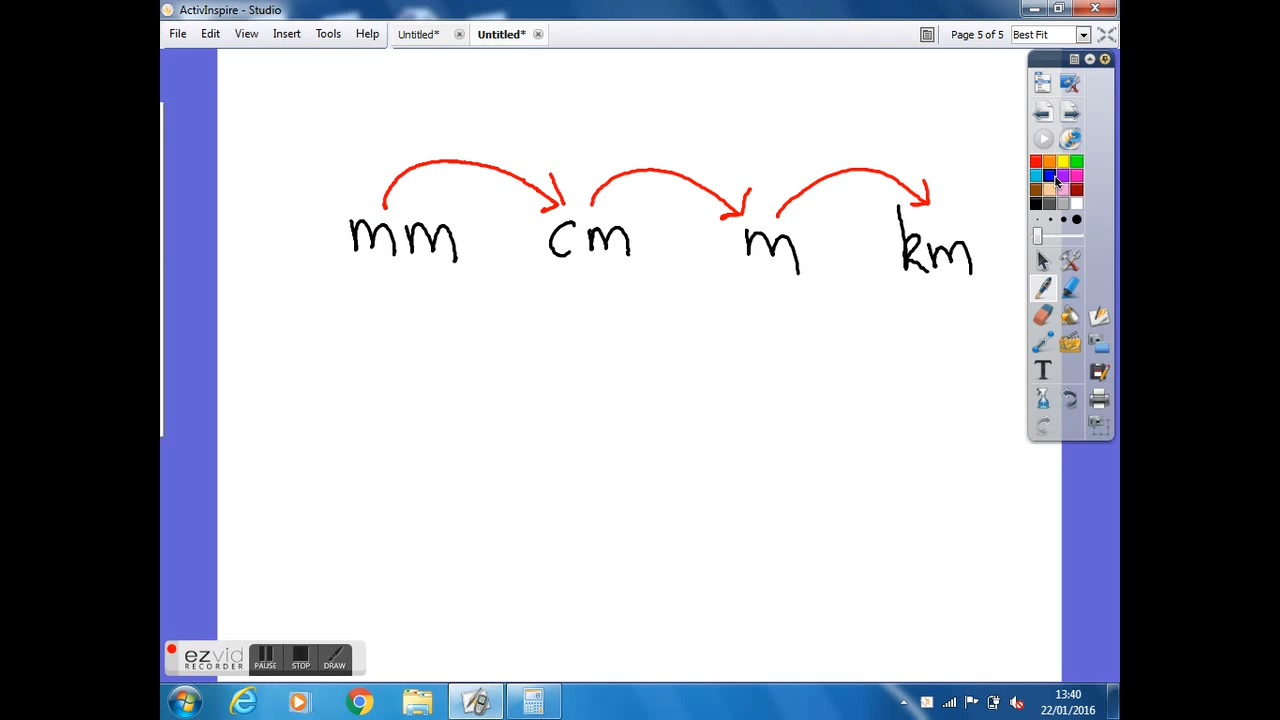 ActivInspire - Studio
File Edit View Insert Tools Help Untitled* Untitled* Page 5 of 5 Best Fit
mm cm m km
T
ezvid
RECORDER
PAUSE STOP DRAW
13:40
22/01/2016